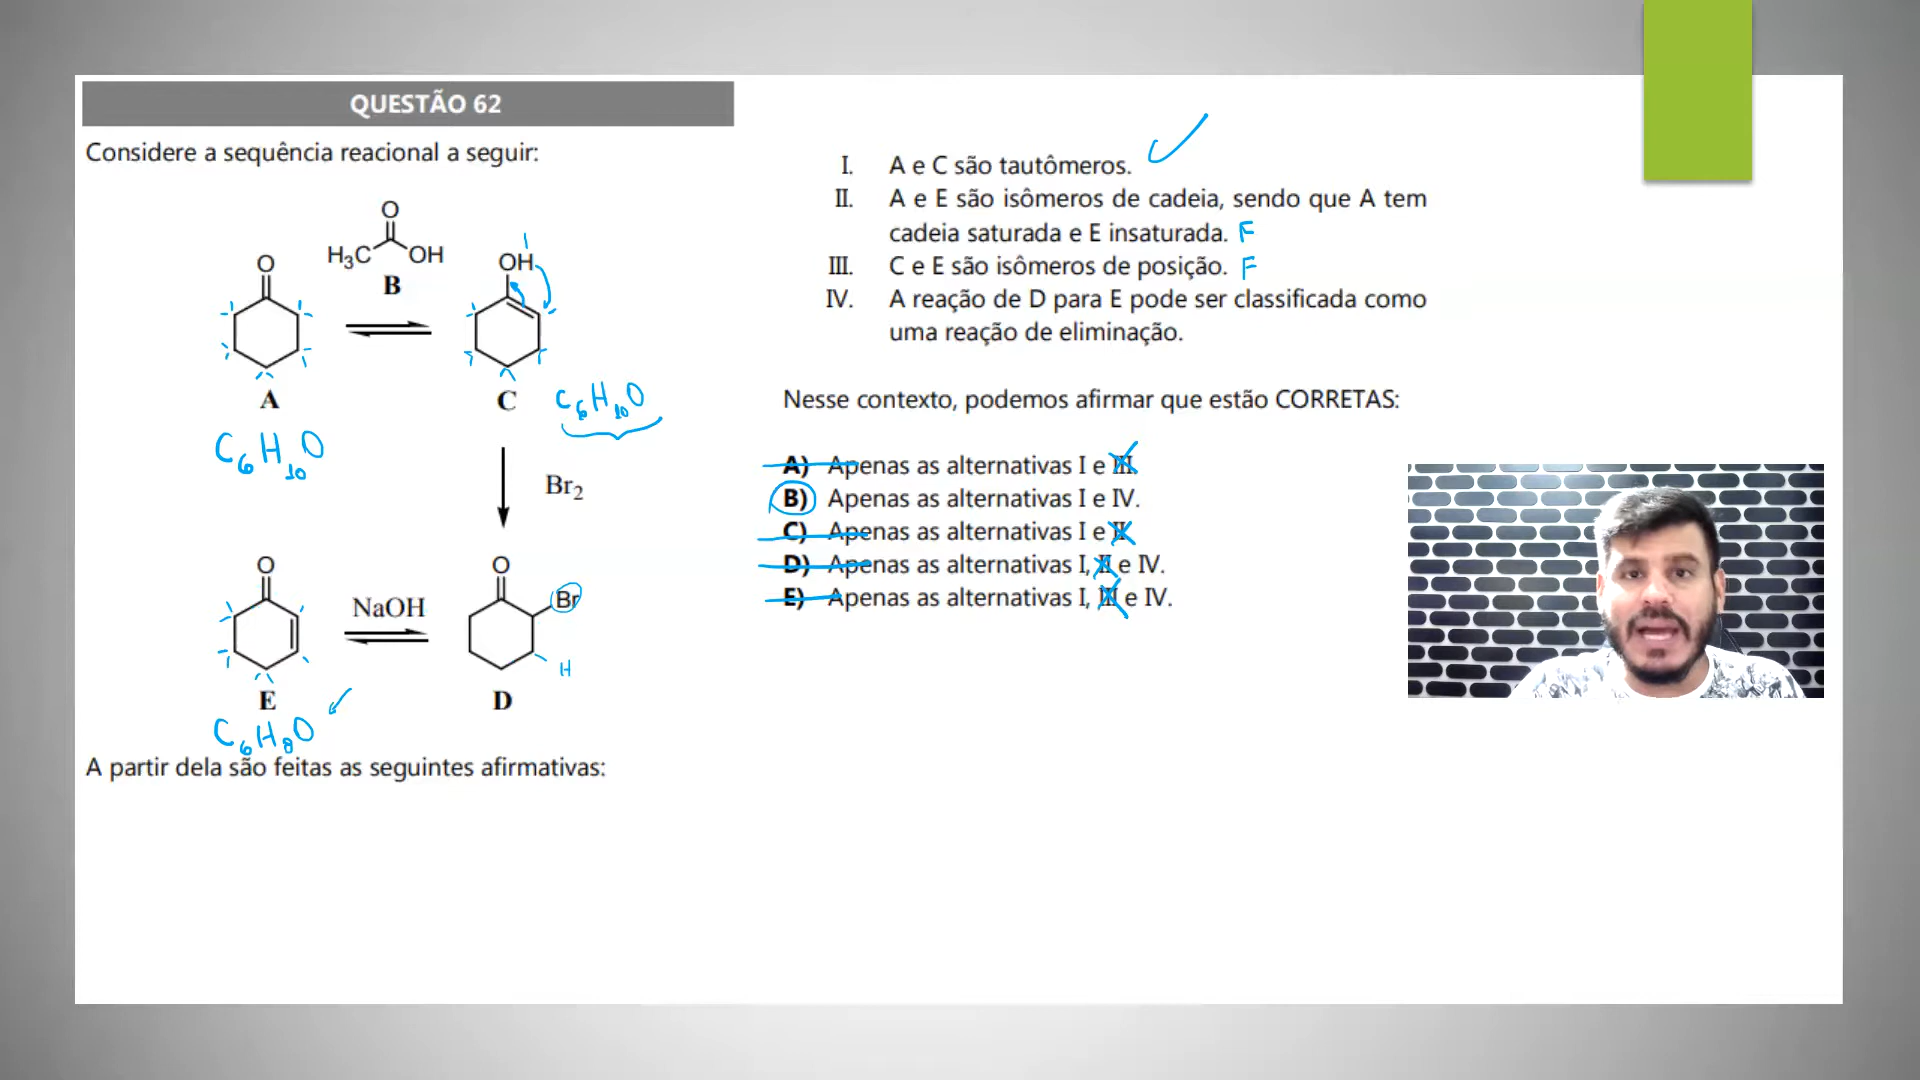 QUESTÃO 62
Considere a sequência reacional a seguir:
O
H3C
OH
B
O
A
C6H10O
OH
C
C6H10O
Br2
O
E
C6H8O
NaOH
O
Br
H
D
A partir dela são feitas as seguintes afirmativas:
I. A e C são tautômeros.
II. A e E são isômeros de cadeia, sendo que A tem
cadeia saturada e E insaturada. F
III. C e E são isômeros de posição. F
IV. A reação de D para E pode ser classificada como
uma reação de eliminação.
Nesse contexto, podemos afirmar que estão CORRETAS:
A) Apenas as alternativas I e III.
B) Apenas as alternativas I e IV.
C) Apenas as alternativas I e II
D) Apenas as alternativas I, II e IV.
E) Apenas as alternativas I, III e IV.